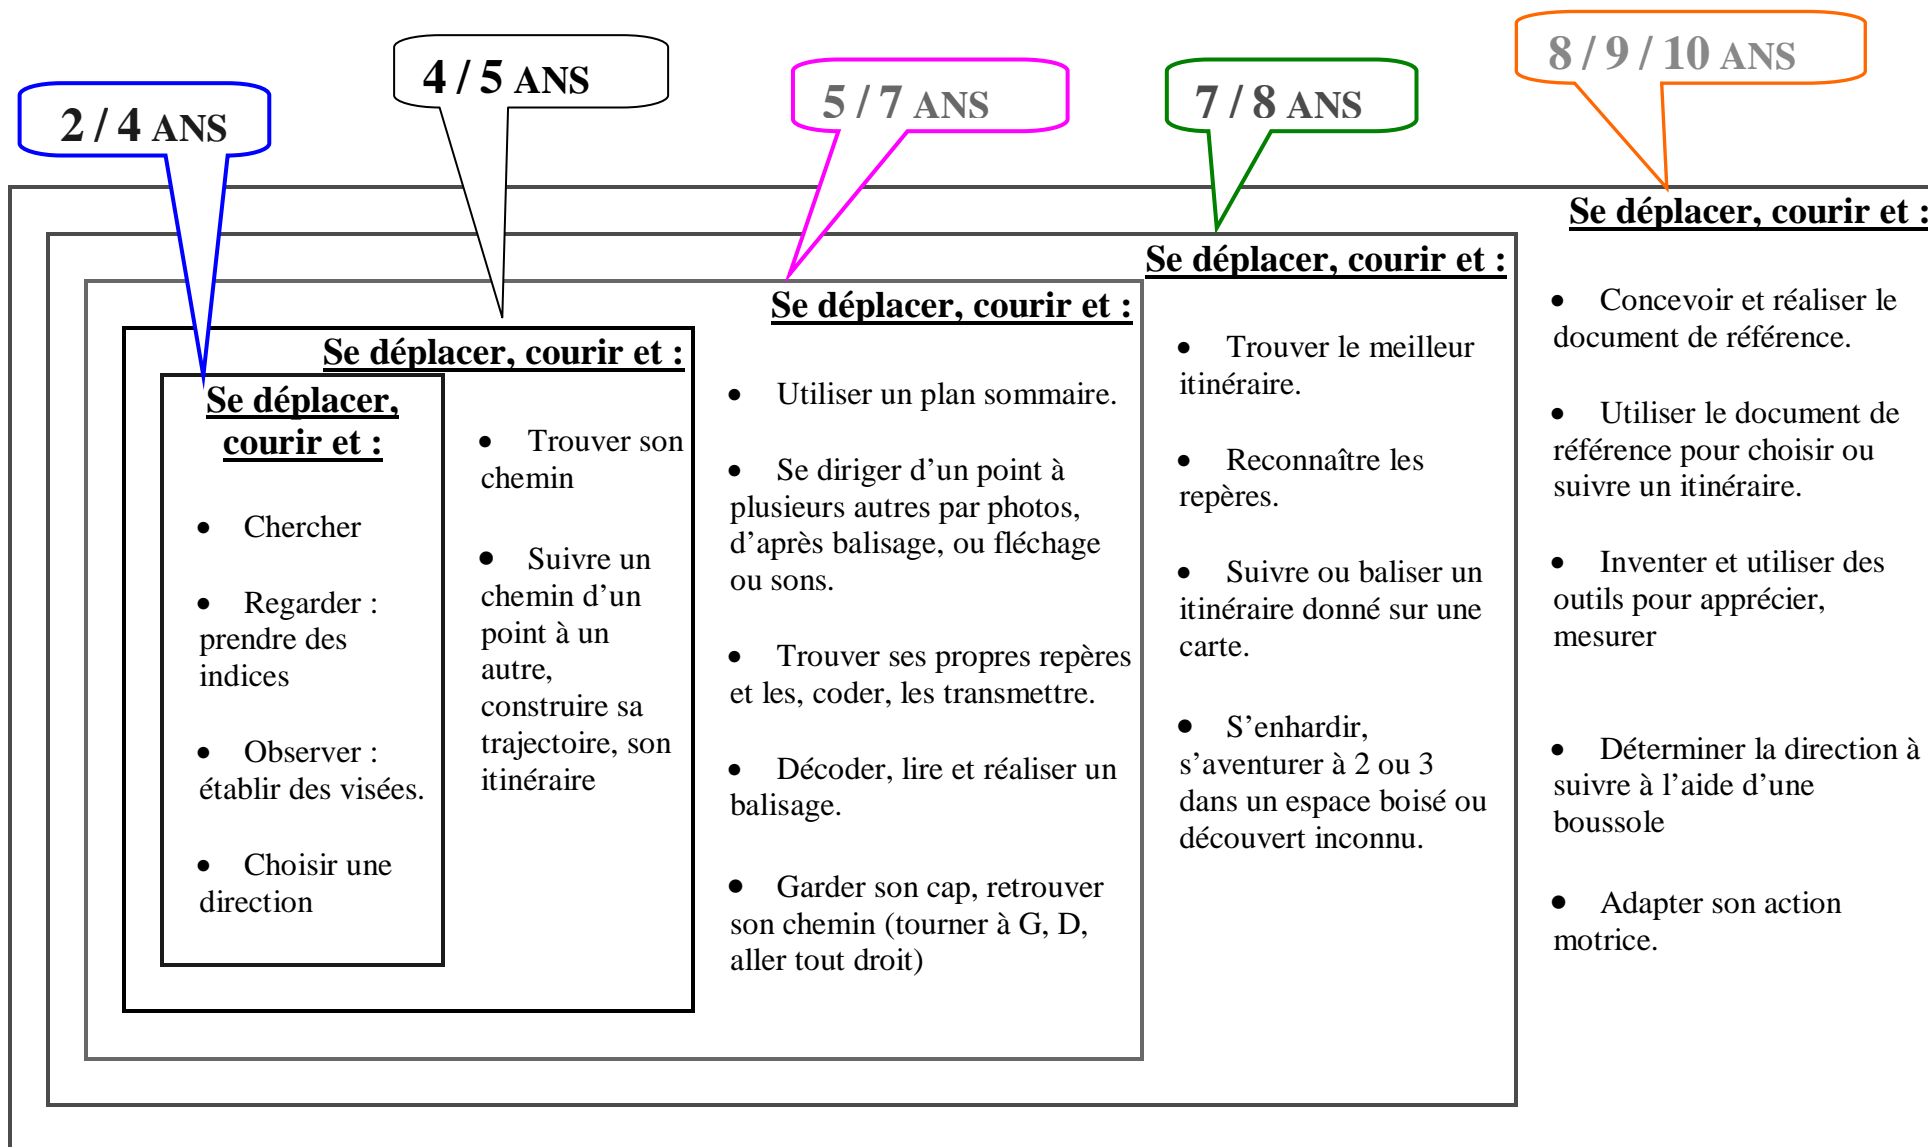 2 / 4 ANS
4 / 5 ANS
5 / 7 ANS
7 / 8 ANS
8 / 9 / 10 ANS
Se déplacer,
courir et :
• Chercher
• Regarder :
prendre des
indices
• Observer :
établir des visées.
• Choisir une
direction
Se déplacer, courir et :
• Trouver son
chemin
• Suivre un
chemin d’un
point à un
autre,
construire sa
trajectoire, son
itinéraire
Se déplacer, courir et :
• Utiliser un plan sommaire.
• Se diriger d’un point à
plusieurs autres par photos,
d’après balisage, ou fléchage
ou sons.
• Trouver ses propres repères
et les, coder, les transmettre.
• Décoder, lire et réaliser un
balisage.
• Garder son cap, retrouver
son chemin (tourner à G, D,
aller tout droit)
Se déplacer, courir et :
• Trouver le meilleur
itinéraire.
• Reconnaître les
repères.
• Suivre ou baliser un
itinéraire donné sur une
carte.
• S’enhardir,
s’aventurer à 2 ou 3
dans un espace boisé ou
découvert inconnu.
Se déplacer, courir et :
• Concevoir et réaliser le
document de référence.
• Utiliser le document de
référence pour choisir ou
suivre un itinéraire.
• Inventer et utiliser des
outils pour apprécier,
mesurer
• Déterminer la direction à
suivre à l’aide d’une
boussole
• Adapter son action
motrice.